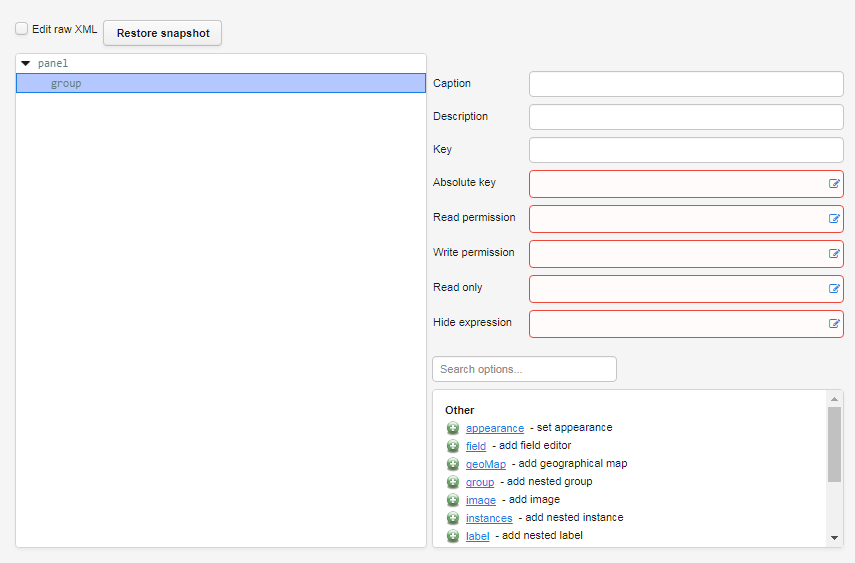 Edit raw XML
Restore snapshot
panel
group
Caption
Description
Key
Absolute key
Read permission
Write permission
Read only
Hide expression
Search options...
Other
appearance - set appearance
field - add field editor
geoMap - add geographical map
group - add nested group
image - add image
instances - add nested instance
label - add nested label